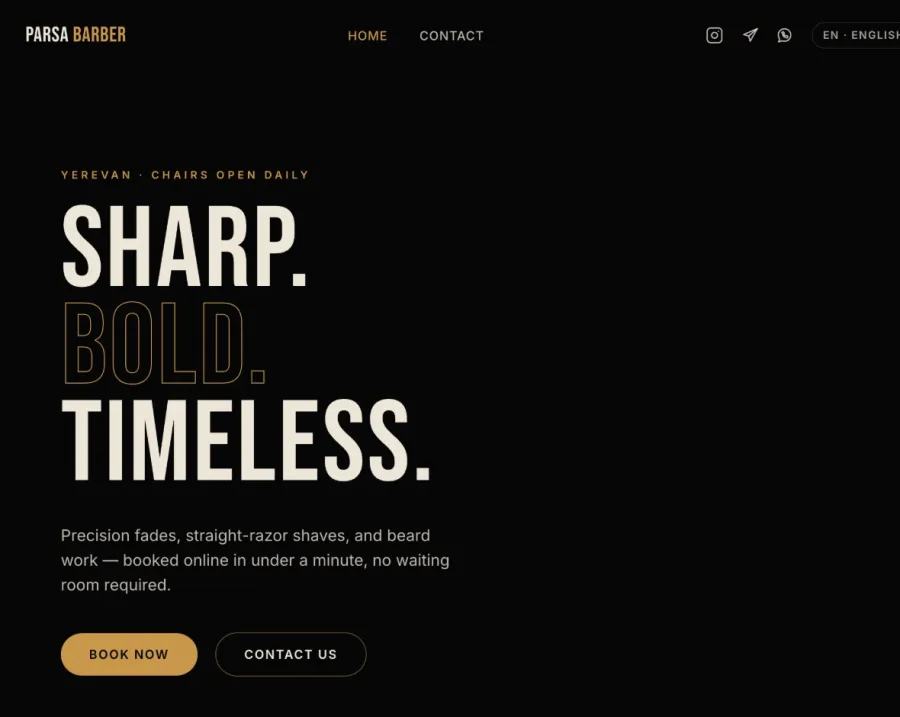 PARSA BARBER
HOME CONTACT
EN · ENGLISH
YEREVAN · CHAIRS OPEN DAILY
SHARP.
BOLD.
TIMELESS.
Precision fades, straight-razor shaves, and beard
work — booked online in under a minute, no waiting
room required.
BOOK NOW CONTACT US